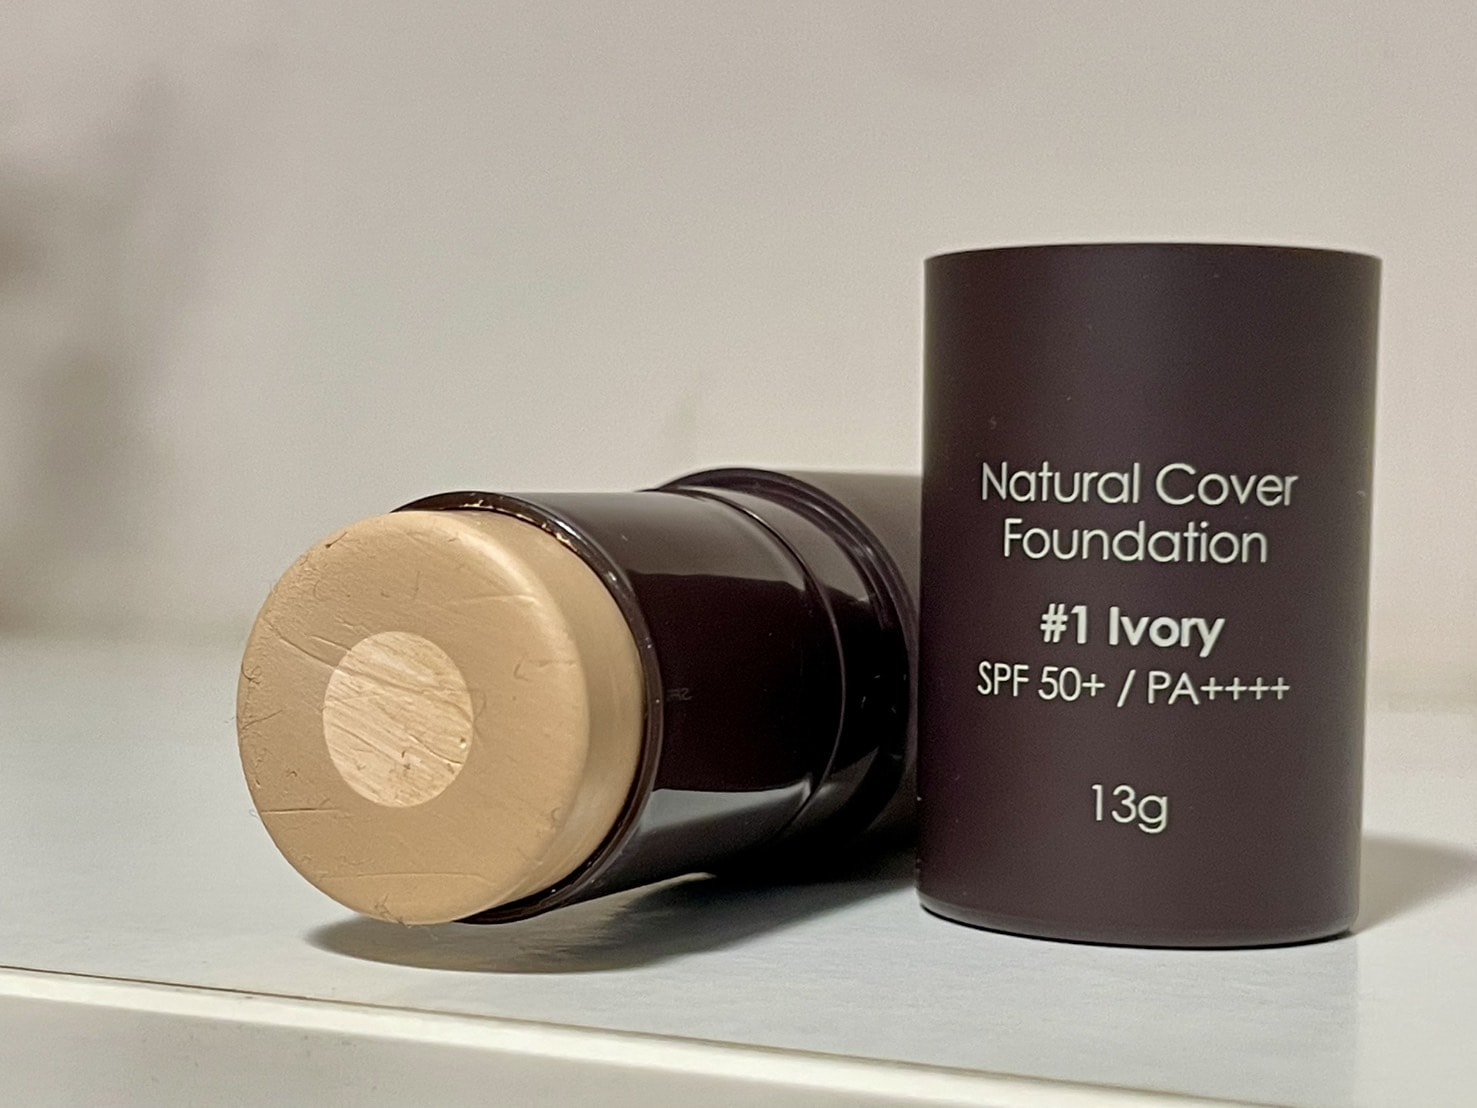 Natural Cover
Foundation
#1 Ivory
SPF 50+ / PA++++
13g